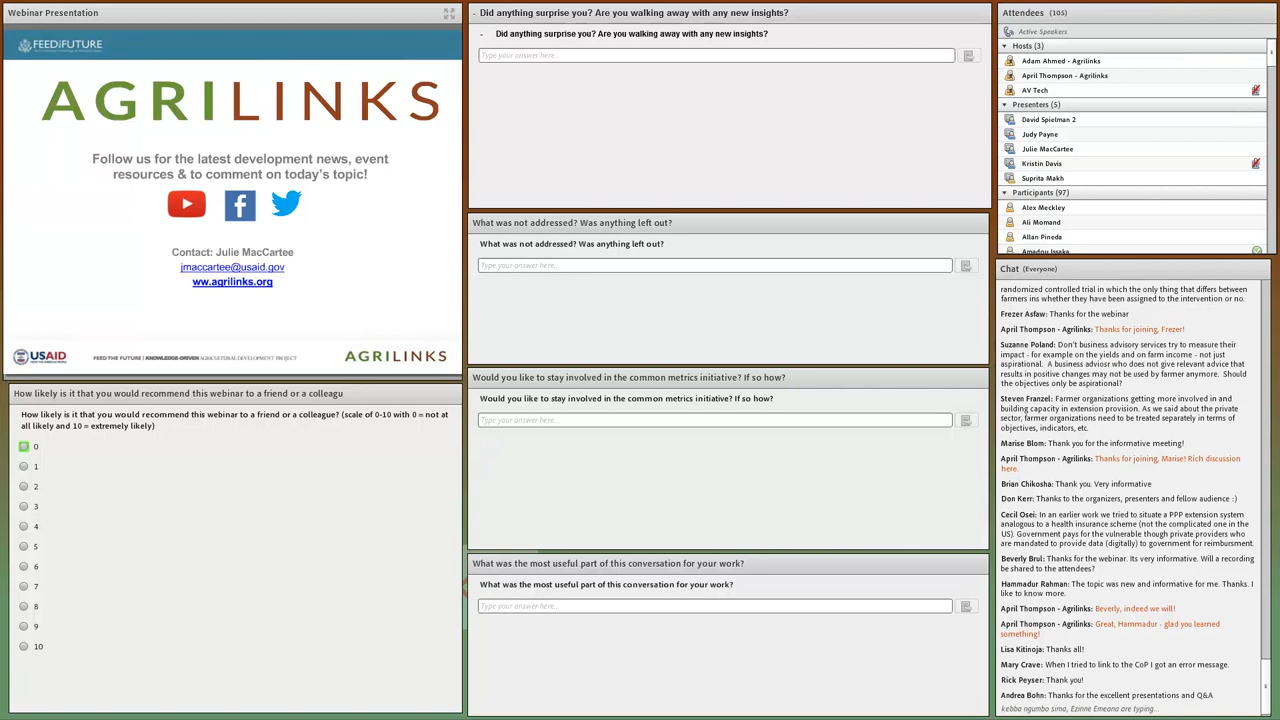 Webinar Presentation
FEED THE FUTURE
AGRILINKS
Follow us for the latest development news, event
resources & to comment on today's topic!
Contact: Julie MacCartee
jmaccartee@usaid.gov
ww.agrilinks.org
USAID
FROM THE AMERICAN PEOPLE
FEED THE FUTURE | KNOWLEDGE-DRIVEN AGRICULTURAL DEVELOPMENT PROJECT
AGRILINKS
How likely is it that you would recommend this webinar to a friend or a colleagu
How likely is it that you would recommend this webinar to a friend or a colleague? (scale of 0-10 with 0 = not at
all likely and 10 = extremely likely)
0
1
2
3
4
5
6
7
8
9
10
- Did anything surprise you? Are you walking away with any new insights?
- Did anything surprise you? Are you walking away with any new insights?
Type your answer here...
What was not addressed? Was anything left out?
What was not addressed? Was anything left out?
Type your answer here...
Would you like to stay involved in the common metrics initiative? If so how?
Would you like to stay involved in the common metrics initiative? If so how?
Type your answer here...
What was the most useful part of this conversation for your work?
What was the most useful part of this conversation for your work?
Type your answer here...
Attendees (105)
Active Speakers
Hosts (3)
Adam Ahmed - Agrilinks
April Thompson - Agrilinks
AV Tech
Presenters (5)
David Spielman 2
Judy Payne
Julie MacCartee
Kristin Davis
Suprita Makh
Participants (97)
Alex Meckley
Ali Momand
Allan Pineda
Amadou Issaka
Chat (Everyone)
randomized controlled trial in which the only thing that differs between
farmers ins whether they have been assigned to the intervention or no.
Frezer Asfaw: Thanks for the webinar
April Thompson - Agrilinks: Thanks for joining, Frezer!
Suzanne Poland: Don't business advisory services try to measure their
impact - for example on the yields and on farm income - not just
aspirational. A business advisor who does not give relevant advice that
results in positive changes may not be used by farmer anymore. Should
the objectives only be aspirational?
Steven Franzel: Farmer organizations getting more involved in and
building capacity in extension provision. As we said about the private
sector, farmer organizations need to be treated separately in terms of
objectives, indicators, etc.
Marise Blom: Thank you for the informative meeting!
April Thompson - Agrilinks: Thanks for joining, Marise! Rich discussion
here.
Brian Chikosha: Thank you. Very informative
Don Kerr: Thanks to the organizers, presenters and fellow audience :)
Cecil Osei: In an earlier work we tried to situate a PPP extension system
analogous to a health insurance scheme (not the complicated one in the
US). Government pays for the vulnerable though private providers who
are mandated to provide data (digitally) to government for reimbursment.
Beverly Brul: Thanks for the webinar. Its very informative. Will a recording
be shared to the attendees?
Hammadur Rahman: The topic was new and informative for me. Thanks. I
like to know more.
April Thompson - Agrilinks: Beverly, indeed we will!
April Thompson - Agrilinks: Great, Hammadur - glad you learned
something!
Lisa Kitinoja: Thanks all!
Mary Crave: When I tried to link to the CoP I got an error message.
Rick Peyser: Thank you!
Andrea Bohn: Thanks for the excellent presentations and Q&A
kebba ngumbo sima, Ezinne Emeana are typing...